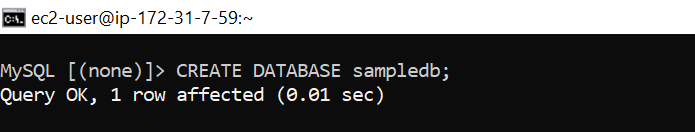 C:\.
ec2-user@ip-172-31-7-59:~
MySQL [(none)]> CREATE DATABASE sampledb;
Query OK, 1 row affected (0.01 sec)